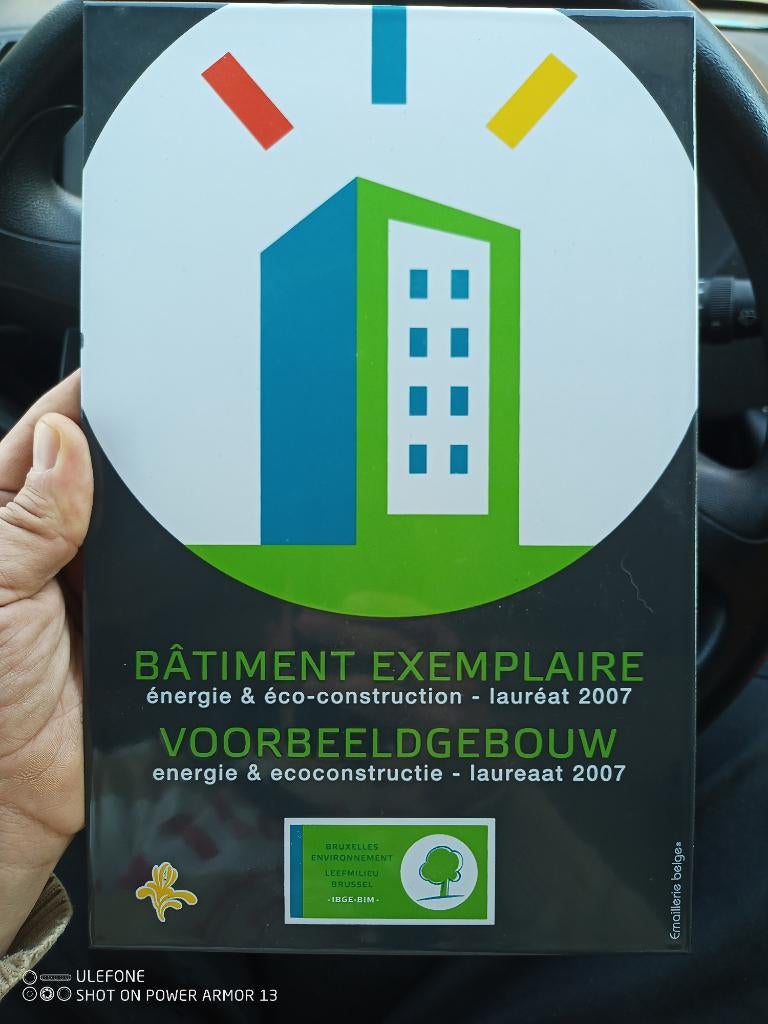 BÂTIMENT EXEMPLAIRE
énergie & éco-construction - lauréat 2007
VOORBEELDGEBOUW
energie & ecoconstructie - laureaat 2007
BRUXELLES
ENVIRONNEMENT
LEEFMILIEU
BRUSSEL
-IBGE·BIM-
Emaillerie belge®
ULEFONE
SHOT ON POWER ARMOR 13